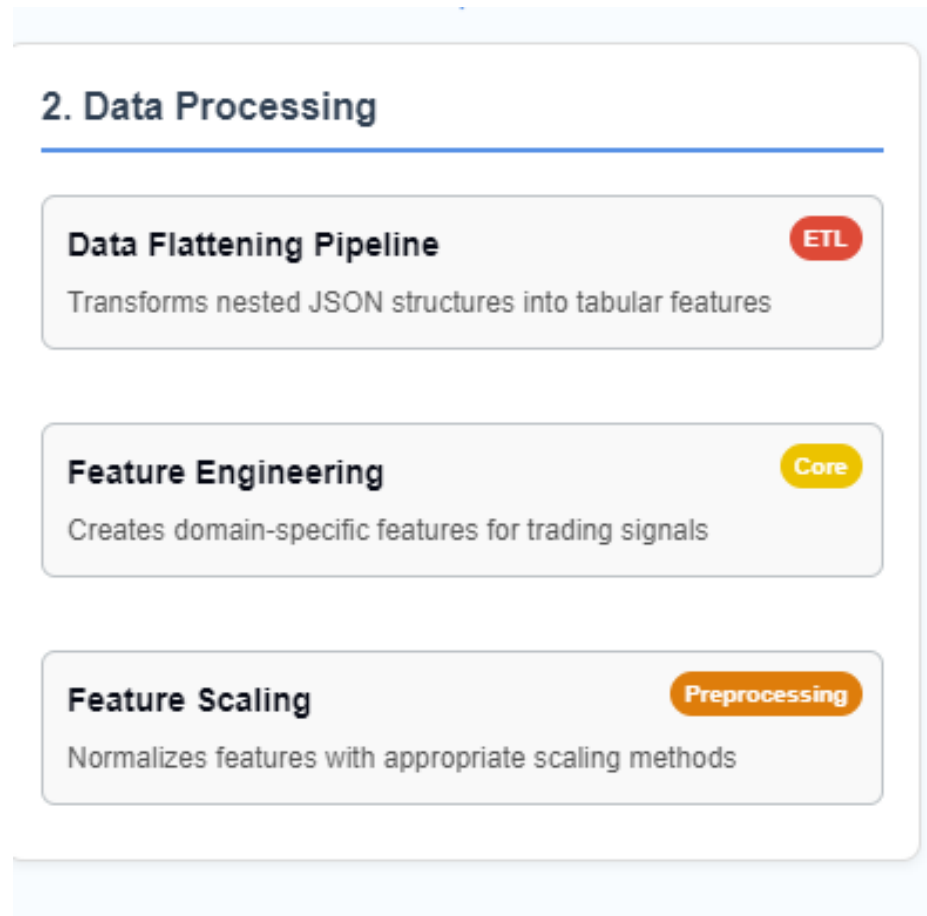 2. Data Processing
Data Flattening Pipeline
ETL
Transforms nested JSON structures into tabular features
Feature Engineering
Core
Creates domain-specific features for trading signals
Feature Scaling
Preprocessing
Normalizes features with appropriate scaling methods